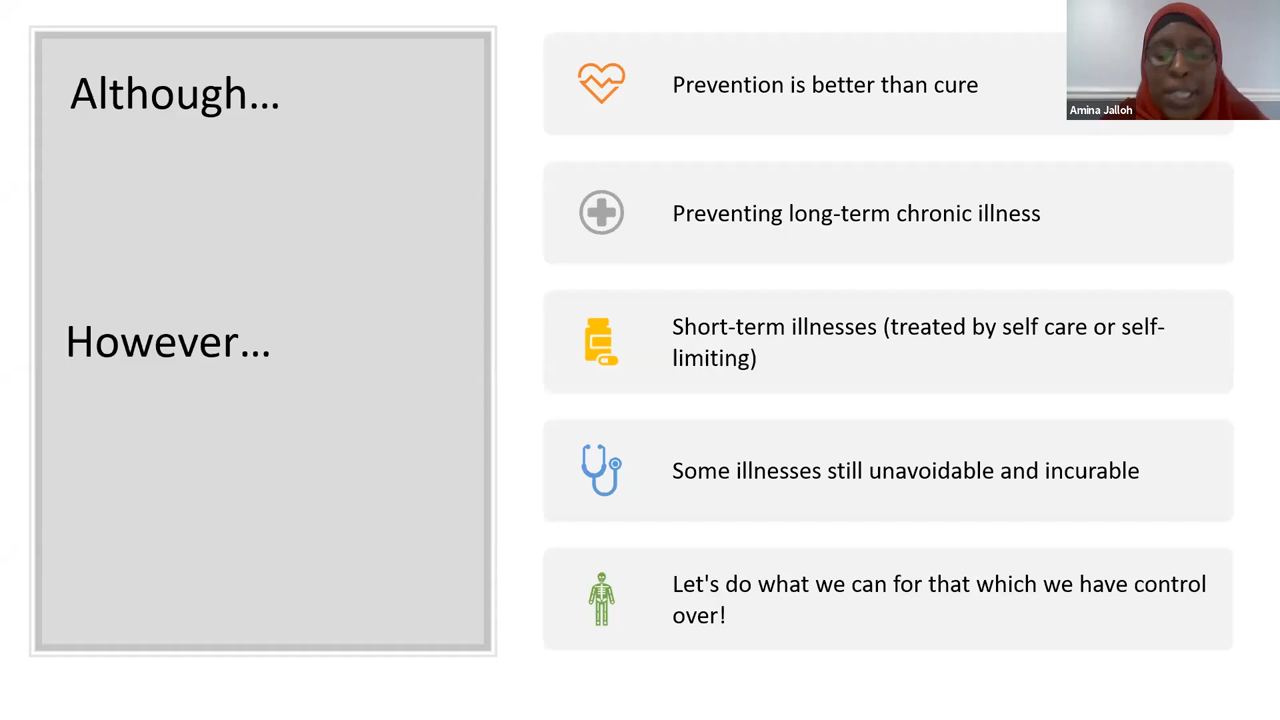 Although…
However…
Prevention is better than cure
Amina Jalloh
Preventing long-term chronic illness
Short-term illnesses (treated by self care or self-
limiting)
Some illnesses still unavoidable and incurable
Let's do what we can for that which we have control
over!